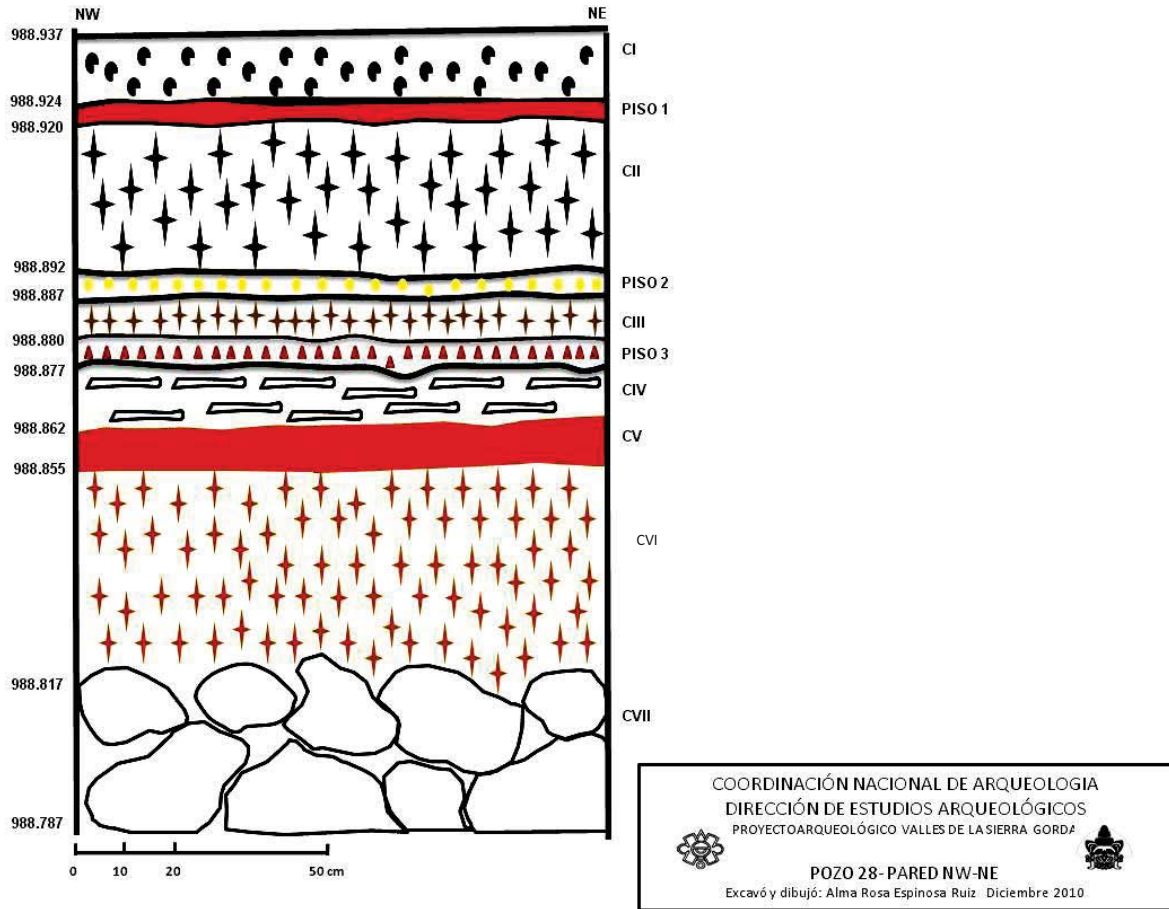 NW NE
988.937
CI
988.924
PISO 1
988.920
CII
988.892
PISO 2
988.887
CIII
988.880
PISO 3
988.877
CIV
988.862
CV
988.855
CVI
988.817
CVII
988.787
0 10 20 50 cm
COORDINACIÓN NACIONAL DE ARQUEOLOGIA
DIRECCIÓN DE ESTUDIOS ARQUEOLÓGICOS
PROYECTOARQUEOLÓGICO VALLES DE LA SIERRA GORDA
POZO 28- PARED NW-NE
Excavó y dibujó: Alma Rosa Espinosa Ruiz Diciembre 2010